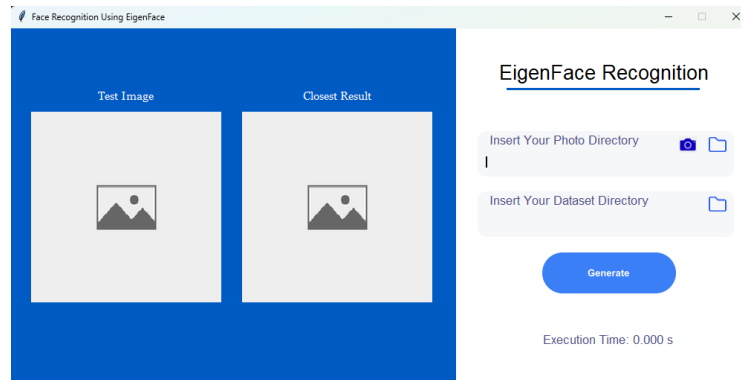 Face Recognition Using EigenFace
Test Image
Closest Result
EigenFace Recognition
Insert Your Photo Directory
Insert Your Dataset Directory
Generate
Execution Time: 0.000 s